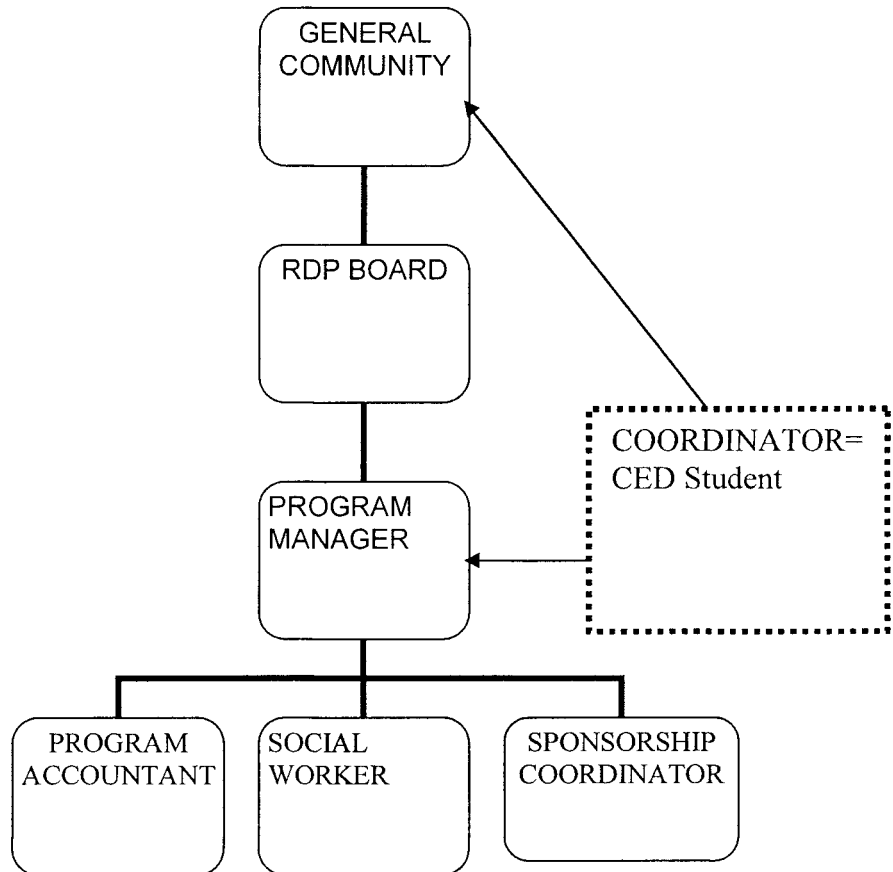 GENERAL
COMMUNITY
RDP BOARD
COORDINATOR=
CED Student
PROGRAM
MANAGER
PROGRAM
ACCOUNTANT
SOCIAL
WORKER
SPONSORSHIP
COORDINATOR